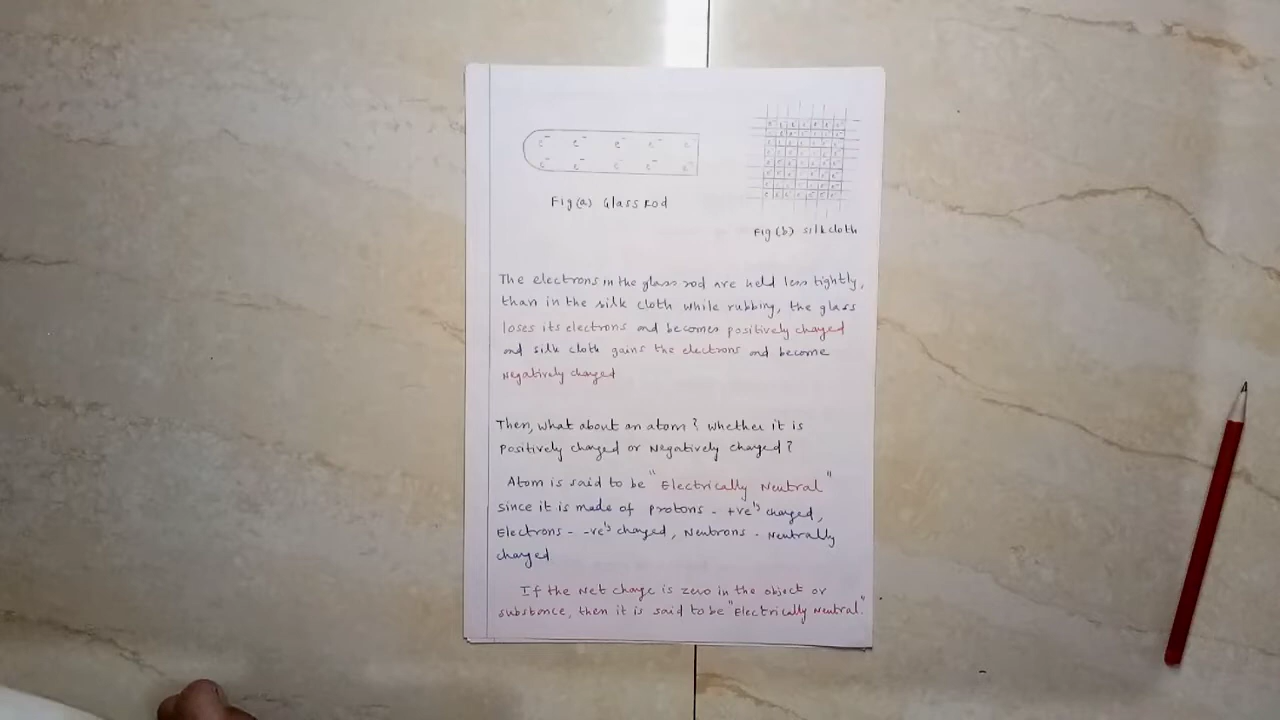 e⁻ e⁻ e⁻ e⁻ e⁻
e⁻ e⁻ e⁻ e⁻ e⁻
Fig(a) Glass Rod
Fig(b) silk cloth
The electrons in the glass rod are held less tightly,
than in the silk cloth while rubbing, the glass
loses its electrons and becomes positively charged
and silk cloth gains the electrons and become
Negatively charged
Then, what about an atom? whether it is
positively charged or Negatively charged?
Atom is said to be "Electrically Neutral"
since it is made of protons - +ve's charged,
Electrons - -ve's charged, Neutrons - Neutrally
charged.
If the Net charge is zero in the object or
substance, then it is said to be "Electrically Neutral."